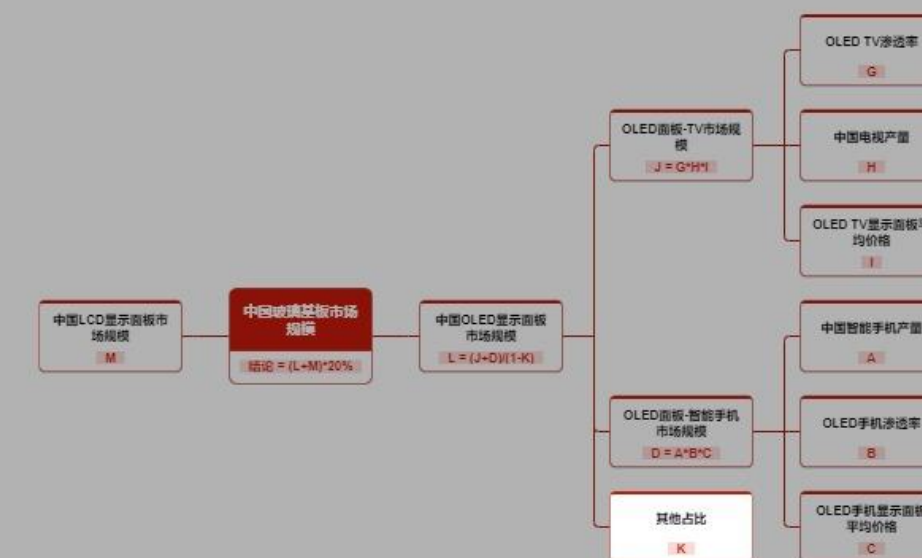 OLED TV渗透率
G
OLED面板-TV市场规
模
J = G*H*I
中国电视产量
H
OLED TV显示面板平
均价格
I
中国LCD显示面板市
场规模
M
中国玻璃基板市场
规模
结论 = (L+M)*20%
中国OLED显示面板
市场规模
L = (J+D)/(1-K)
中国智能手机产量
A
OLED面板-智能手机
市场规模
D = A*B*C
OLED手机渗透率
B
其他占比
K
OLED手机显示面板
平均价格
C